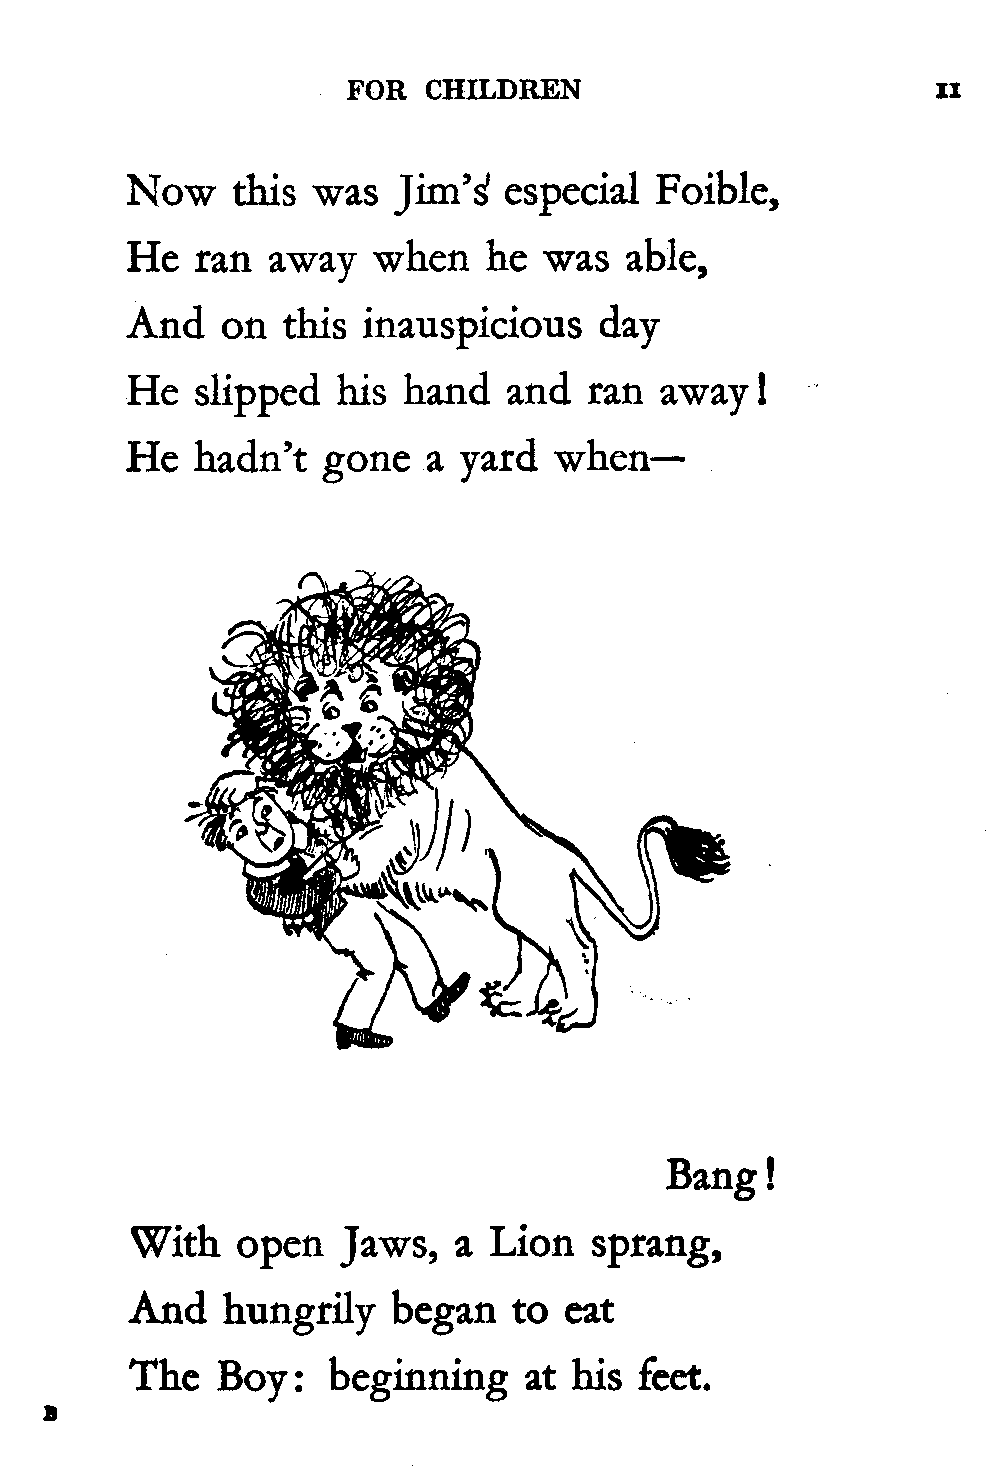 FOR CHILDREN 11
Now this was Jim's especial Foible,
He ran away when he was able,
And on this inauspicious day
He slipped his hand and ran away!
He hadn't gone a yard when—
Bang!
With open Jaws, a Lion sprang,
And hungrily began to eat
The Boy: beginning at his feet.
B